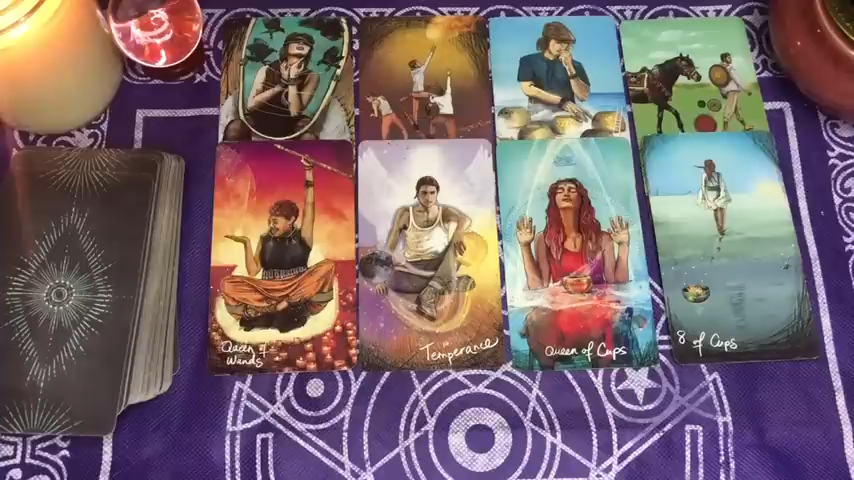 Queen of
Wands
Temperance
Queen of Cups
8 of Cups